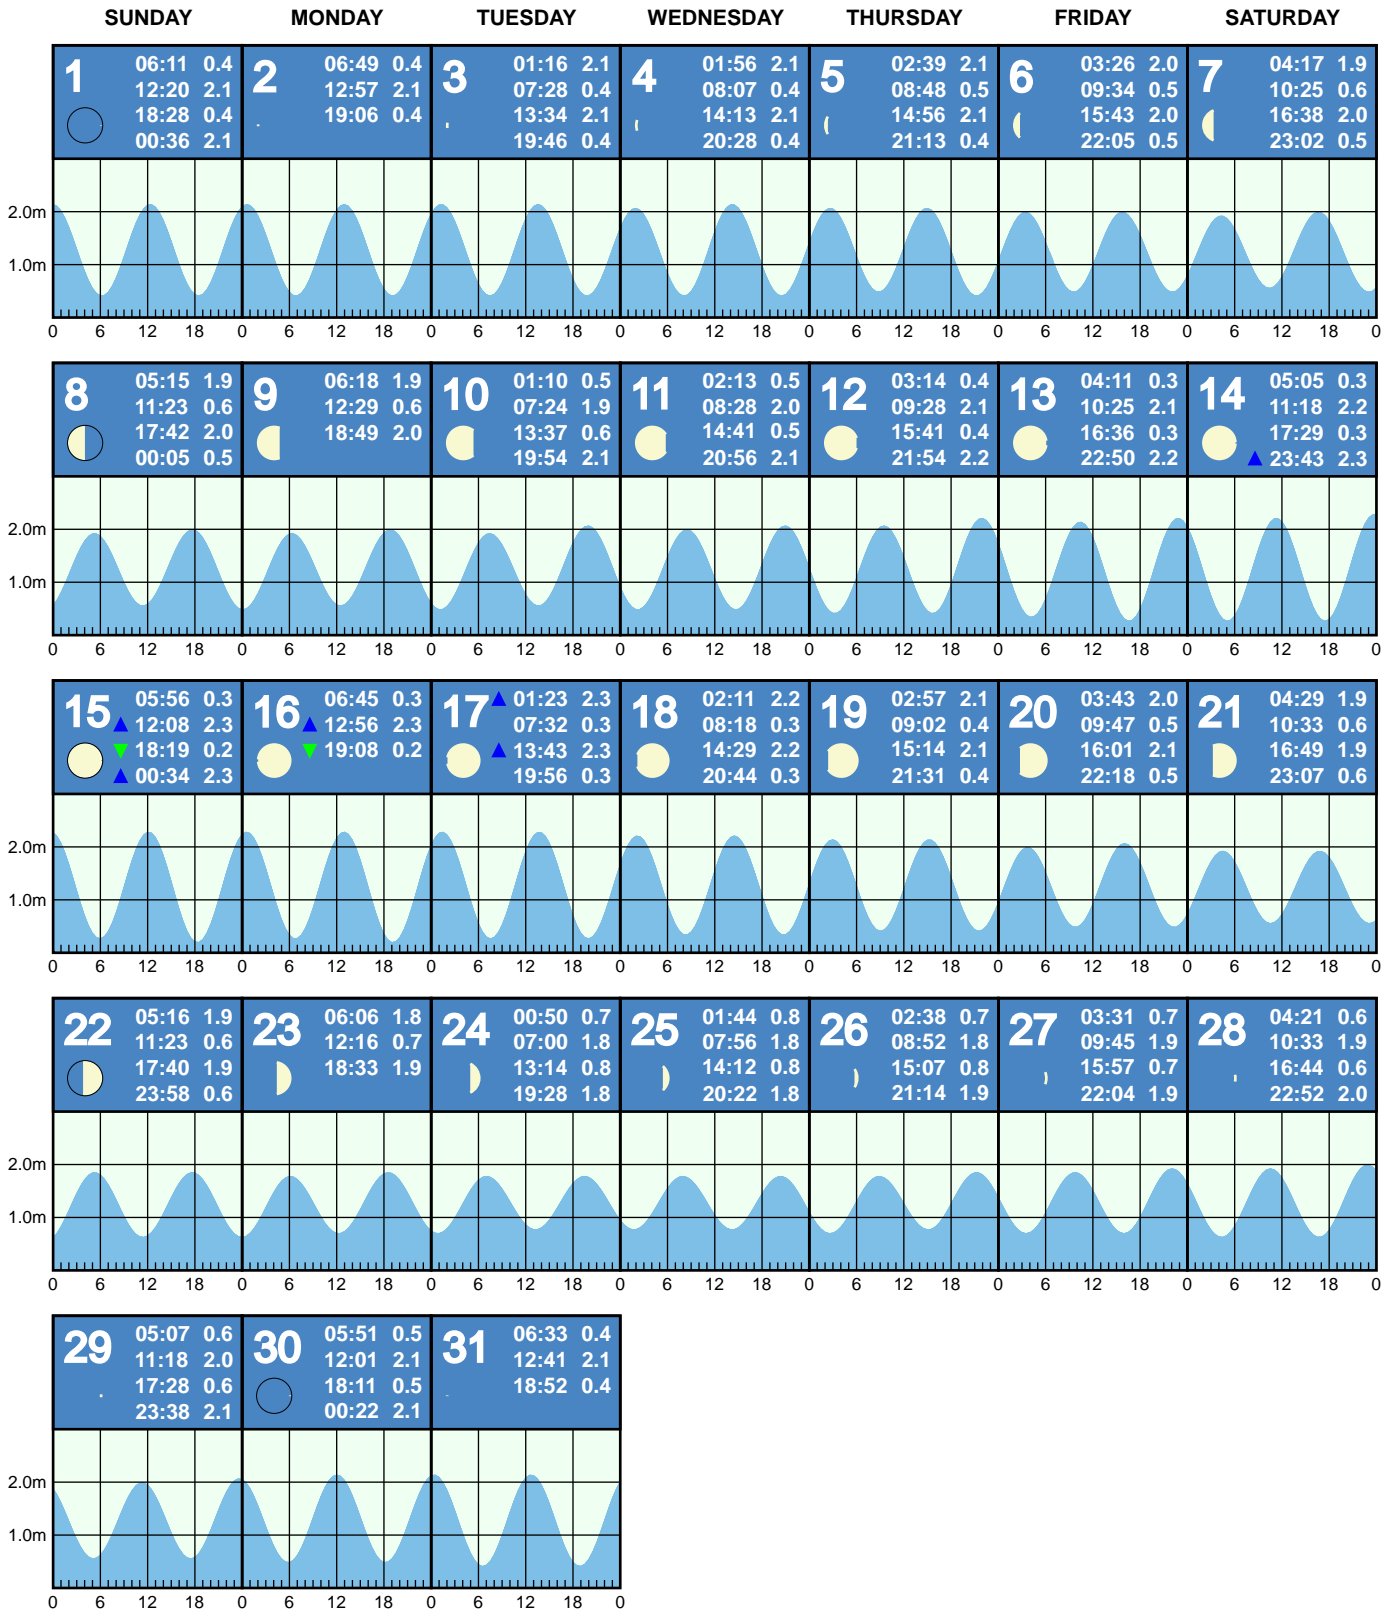 SUNDAY MONDAY TUESDAY WEDNESDAY THURSDAY FRIDAY SATURDAY
1 06:11 0.4
12:20 2.1
18:28 0.4
00:36 2.1
2 06:49 0.4
12:57 2.1
19:06 0.4
3 01:16 2.1
07:28 0.4
13:34 2.1
19:46 0.4
4 01:56 2.1
08:07 0.4
14:13 2.1
20:28 0.4
5 02:39 2.1
08:48 0.5
14:56 2.1
21:13 0.4
6 03:26 2.0
09:34 0.5
15:43 2.0
22:05 0.5
7 04:17 1.9
10:25 0.6
16:38 2.0
23:02 0.5
2.0m
1.0m
0 6 12 18 0 6 12 18 0 6 12 18 0 6 12 18 0 6 12 18 0 6 12 18 0 6 12 18 0
8 05:15 1.9
11:23 0.6
17:42 2.0
00:05 0.5
9 06:18 1.9
12:29 0.6
18:49 2.0
10 01:10 0.5
07:24 1.9
13:37 0.6
19:54 2.1
11 02:13 0.5
08:28 2.0
14:41 0.5
20:56 2.1
12 03:14 0.4
09:28 2.1
15:41 0.4
21:54 2.2
13 04:11 0.3
10:25 2.1
16:36 0.3
22:50 2.2
14 05:05 0.3
11:18 2.2
17:29 0.3
▲ 23:43 2.3
2.0m
1.0m
0 6 12 18 0 6 12 18 0 6 12 18 0 6 12 18 0 6 12 18 0 6 12 18 0 6 12 18 0
15 05:56 0.3
▲ 12:08 2.3
▼ 18:19 0.2
▲ 00:34 2.3
16 06:45 0.3
▲ 12:56 2.3
▼ 19:08 0.2
17 ▲ 01:23 2.3
07:32 0.3
▲ 13:43 2.3
19:56 0.3
18 02:11 2.2
08:18 0.3
14:29 2.2
20:44 0.3
19 02:57 2.1
09:02 0.4
15:14 2.1
21:31 0.4
20 03:43 2.0
09:47 0.5
16:01 2.1
22:18 0.5
21 04:29 1.9
10:33 0.6
16:49 1.9
23:07 0.6
2.0m
1.0m
0 6 12 18 0 6 12 18 0 6 12 18 0 6 12 18 0 6 12 18 0 6 12 18 0 6 12 18 0
22 05:16 1.9
11:23 0.6
17:40 1.9
23:58 0.6
23 06:06 1.8
12:16 0.7
18:33 1.9
24 00:50 0.7
07:00 1.8
13:14 0.8
19:28 1.8
25 01:44 0.8
07:56 1.8
14:12 0.8
20:22 1.8
26 02:38 0.7
08:52 1.8
15:07 0.8
21:14 1.9
27 03:31 0.7
09:45 1.9
15:57 0.7
22:04 1.9
28 04:21 0.6
10:33 1.9
16:44 0.6
22:52 2.0
2.0m
1.0m
0 6 12 18 0 6 12 18 0 6 12 18 0 6 12 18 0 6 12 18 0 6 12 18 0 6 12 18 0
29 05:07 0.6
11:18 2.0
17:28 0.6
23:38 2.1
30 05:51 0.5
12:01 2.1
18:11 0.5
00:22 2.1
31 06:33 0.4
12:41 2.1
18:52 0.4
2.0m
1.0m
0 6 12 18 0 6 12 18 0 6 12 18 0